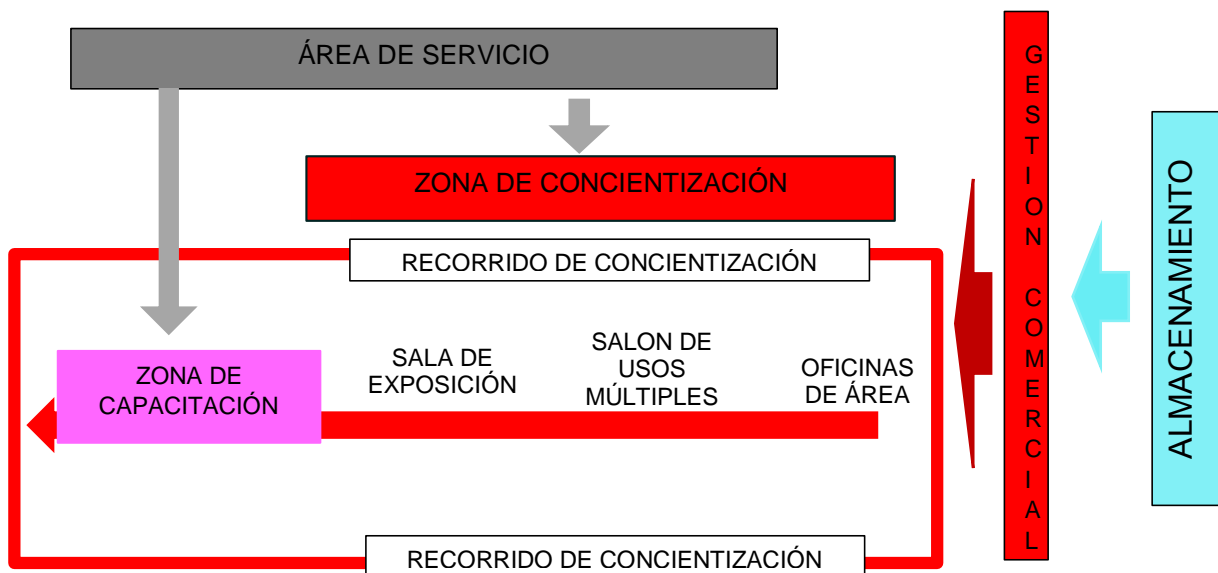 ÁREA DE SERVICIO
ZONA DE CONCIENTIZACIÓN
RECORRIDO DE CONCIENTIZACIÓN
ZONA DE
CAPACITACIÓN
SALA DE
EXPOSICIÓN
SALON DE
USOS
MÚLTIPLES
OFICINAS
DE ÁREA
RECORRIDO DE CONCIENTIZACIÓN
GESTION COMERCIAL
ALMACENAMIENTO